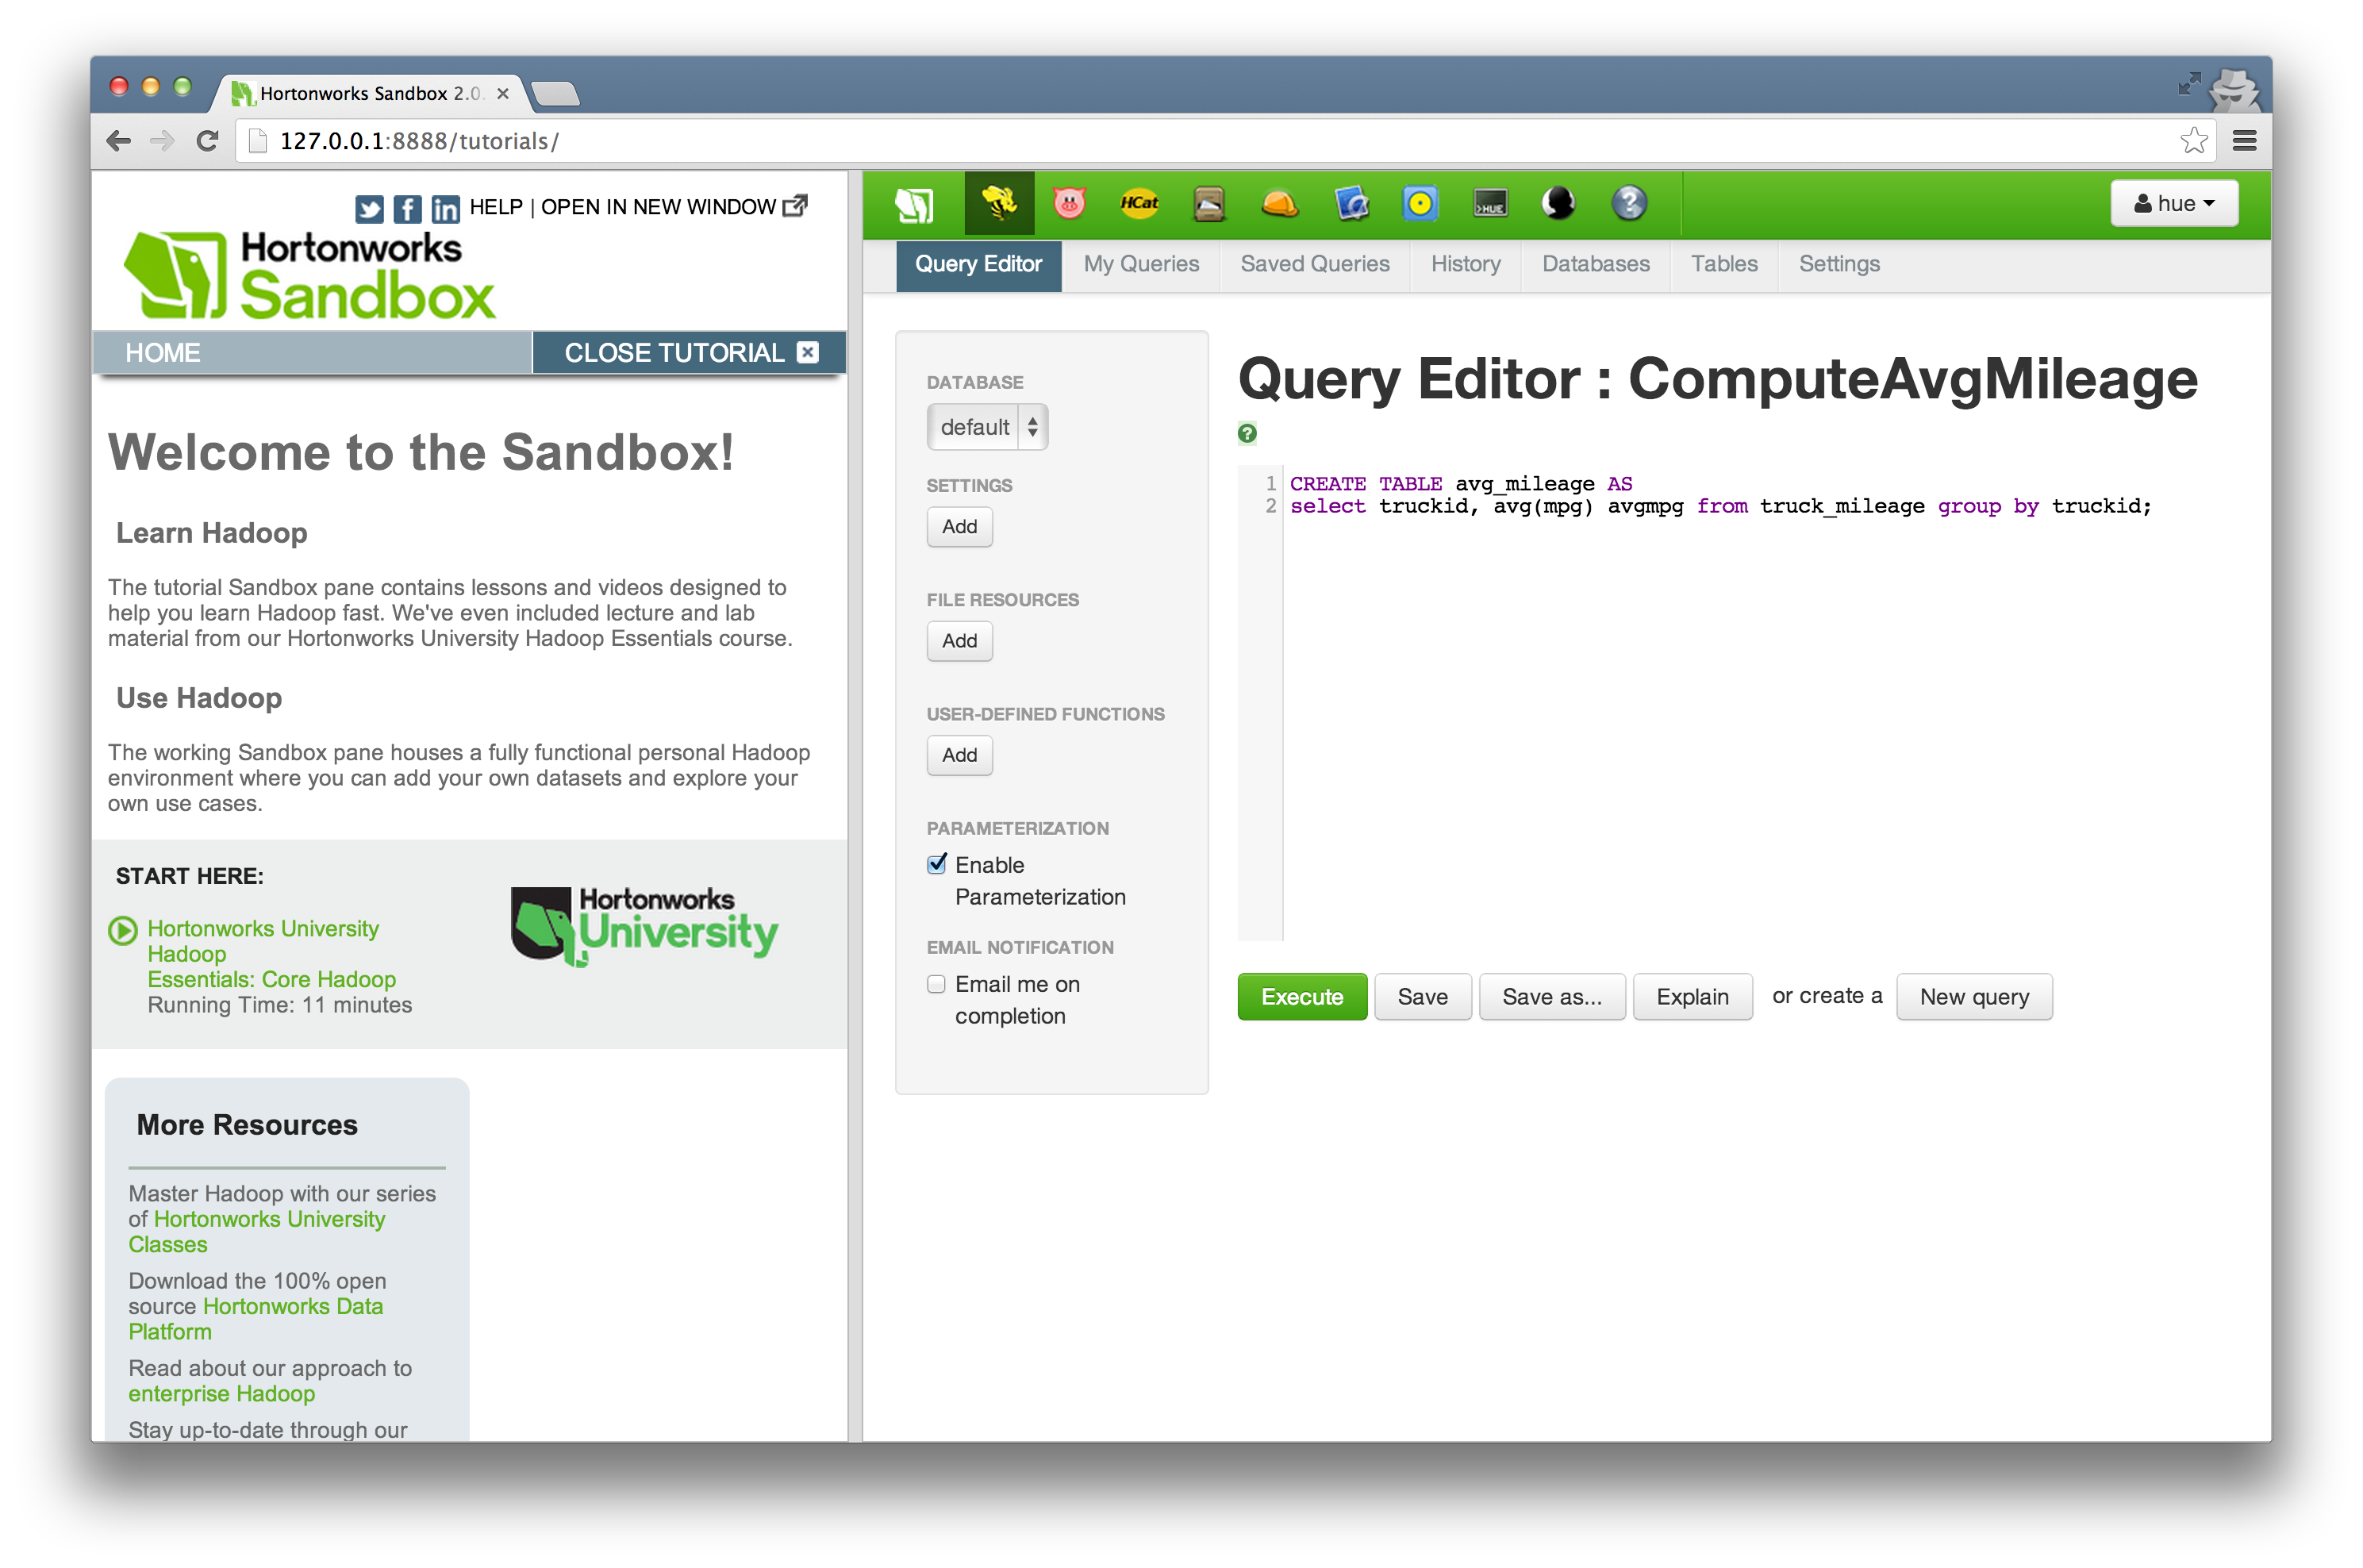 Hortonworks Sandbox 2.0.
127.0.0.1:8888/tutorials/
HELP | OPEN IN NEW WINDOW
Hortonworks
Sandbox
HOME
CLOSE TUTORIAL
Welcome to the Sandbox!
Learn Hadoop
The tutorial Sandbox pane contains lessons and videos designed to
help you learn Hadoop fast. We've even included lecture and lab
material from our Hortonworks University Hadoop Essentials course.
Use Hadoop
The working Sandbox pane houses a fully functional personal Hadoop
environment where you can add your own datasets and explore your
own use cases.
START HERE:
Hortonworks University
Hadoop
Essentials: Core Hadoop
Running Time: 11 minutes
Hortonworks
University
More Resources
Master Hadoop with our series
of Hortonworks University
Classes
Download the 100% open
source Hortonworks Data
Platform
Read about our approach to
enterprise Hadoop
Stay up-to-date through our
HCat
>HUE
hue
Query Editor
My Queries
Saved Queries
History
Databases
Tables
Settings
DATABASE
default
SETTINGS
Add
FILE RESOURCES
Add
USER-DEFINED FUNCTIONS
Add
PARAMETERIZATION
Enable
Parameterization
EMAIL NOTIFICATION
Email me on
completion
Query Editor : ComputeAvgMileage
1 CREATE TABLE avg_mileage AS
2 select truckid, avg(mpg) avgmpg from truck_mileage group by truckid;
Execute
Save
Save as...
Explain
or create a
New query